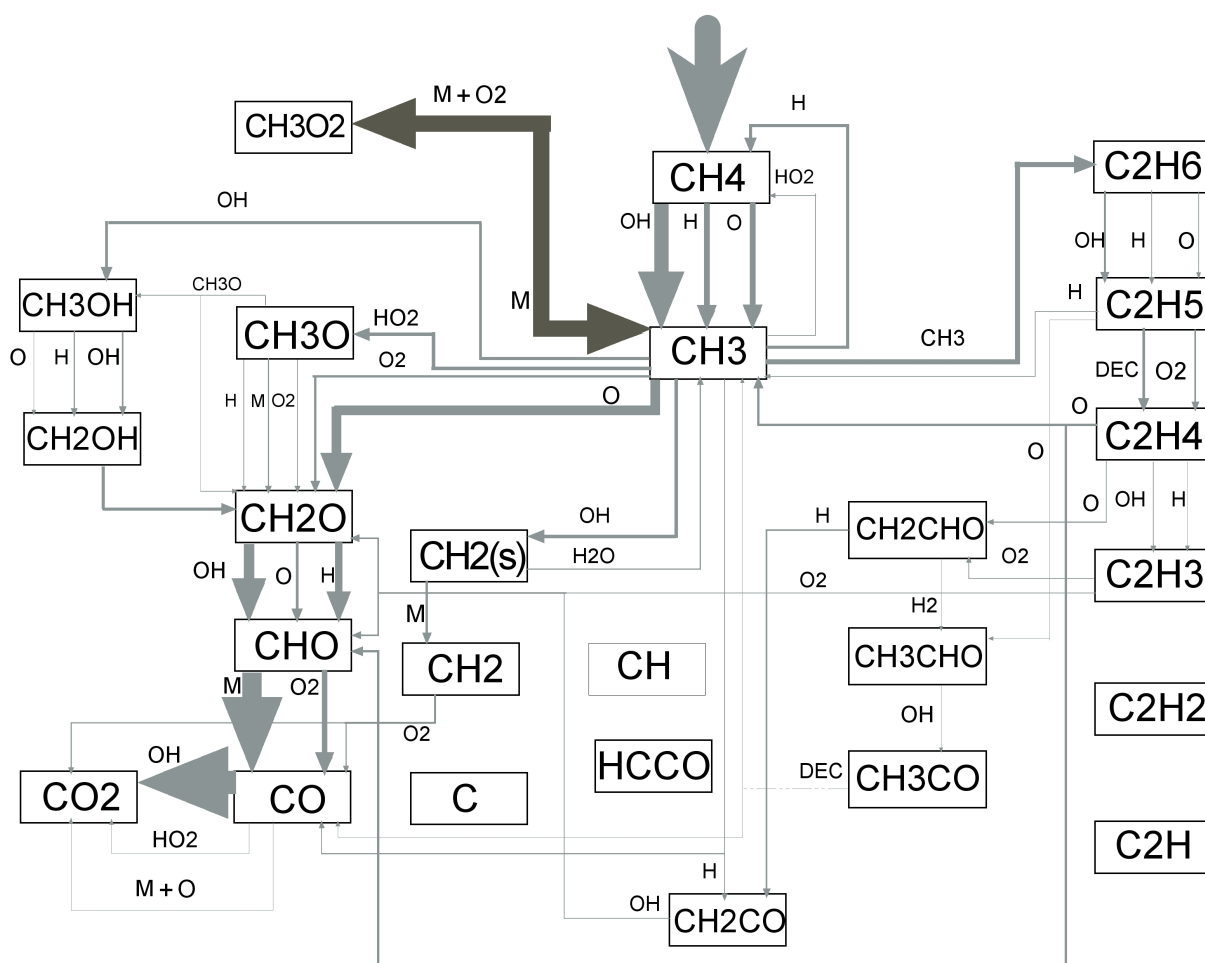 M + O2
H
CH3O2
CH4
HO2
C2H6
OH
OH
H
O
OH
H
O
CH3OH
CH3O
H
C2H5
M
HO2
CH3O
CH3
CH3
O
H
OH
O2
DEC
O2
H
M
O2
O
O
CH2OH
C2H4
O
CH2O
OH
H
O
H
CH2CHO
OH
CH2(s)
H2O
O2
C2H3
OH
O
H
O2
M
H2
CHO
CH2
CH
CH3CHO
M
O2
C2H2
O2
OH
OH
HCCO
DEC
CH3CO
CO2
CO
C
C2H
HO2
H
M + O
OH
CH2CO